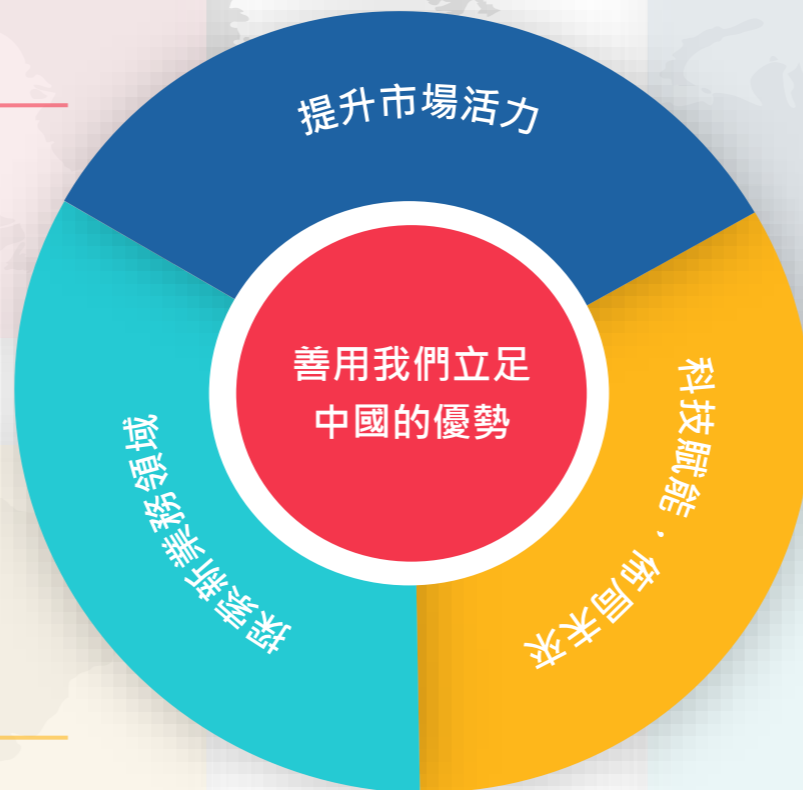 提升市場活力
善用我們立足
中國的優勢
科技賦能，佈局未來
探索新業務領域